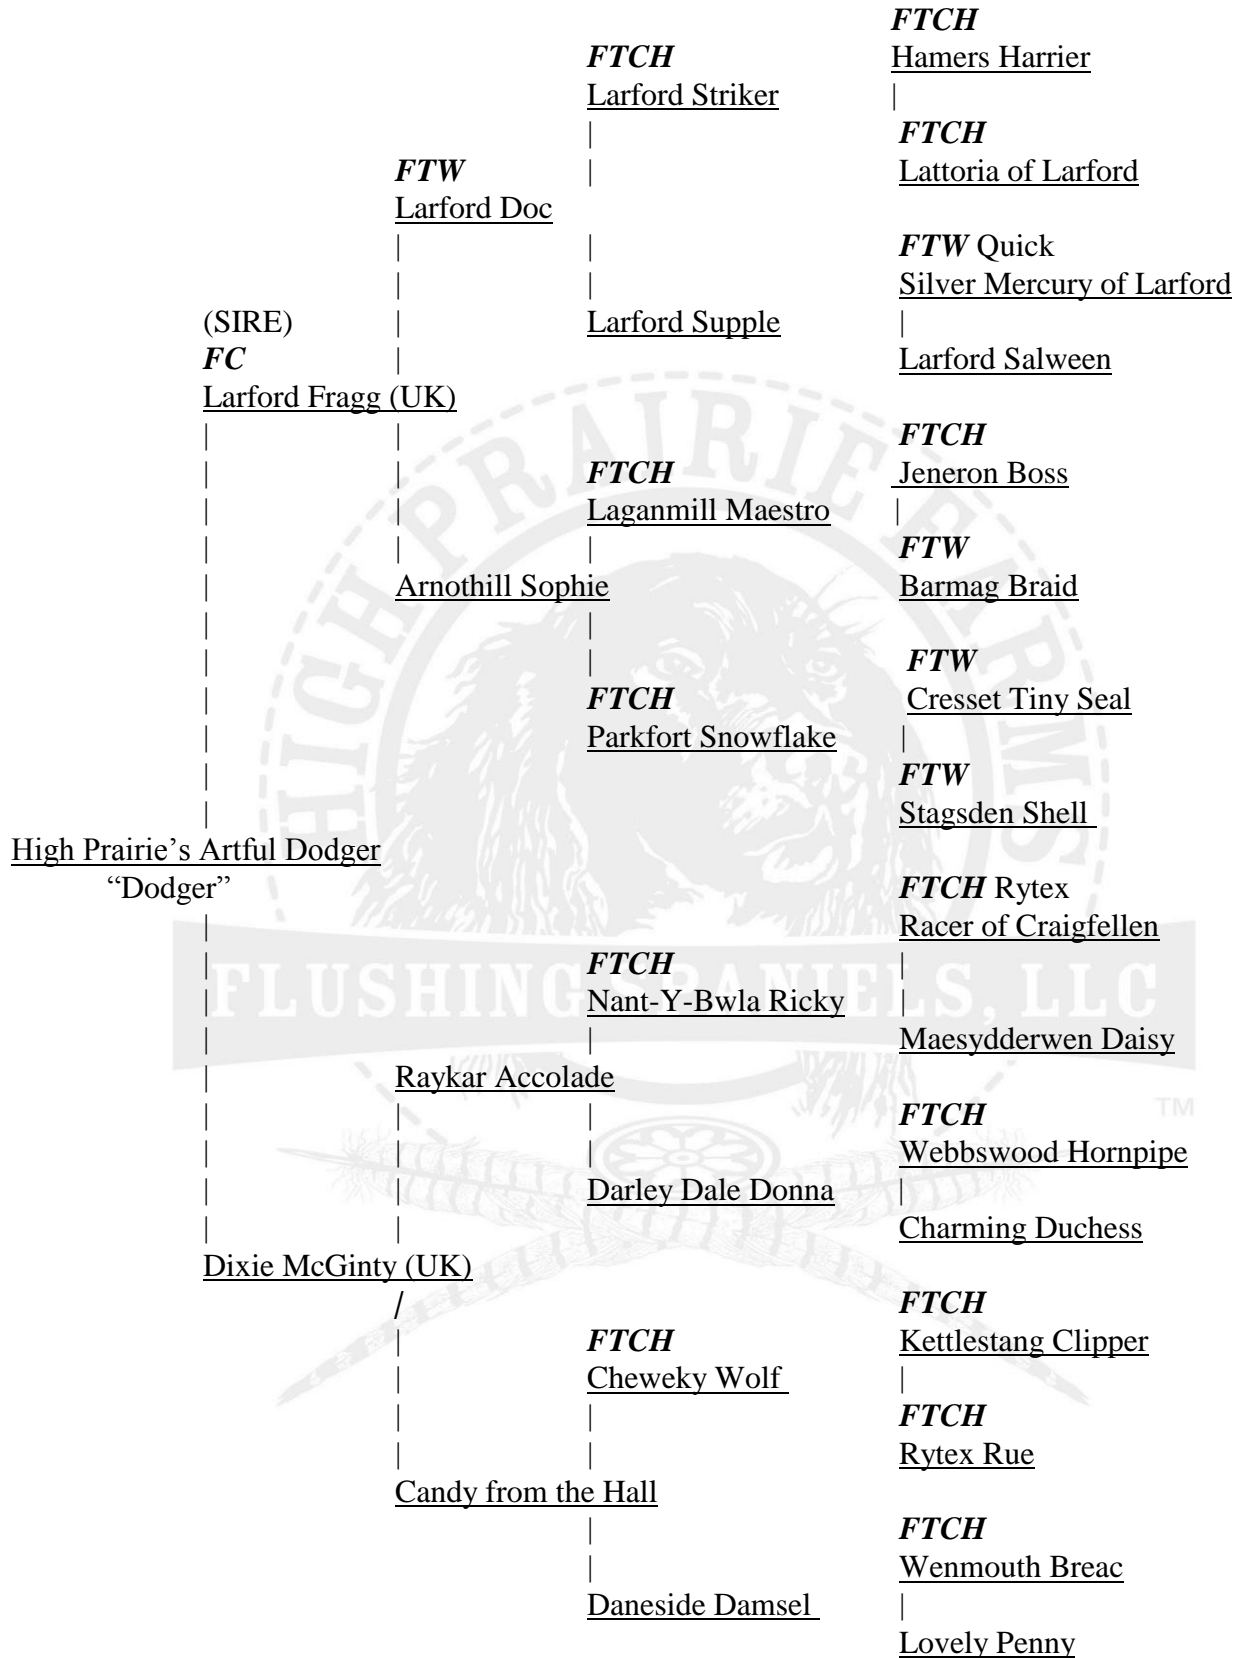 FTCH
Hamers Harrier
FTCH
Larford Striker
FTCH
Lattoria of Larford
FTW
Larford Doc
FTW Quick
Silver Mercury of Larford
Larford Supple
Larford Salween
(SIRE)
FC
Larford Fragg (UK)
FTCH
Jeneron Boss
FTCH
Laganmill Maestro
FTW
Barmag Braid
Arnothill Sophie
FTW
Cresset Tiny Seal
FTCH
Parkfort Snowflake
FTW
Stagsden Shell
High Prairie’s Artful Dodger
“Dodger”
FTCH Rytex
Racer of Craigfellen
FTCH
Nant-Y-Bwla Ricky
Maesydderwen Daisy
Raykar Accolade
FTCH
Webbswood Hornpipe
Darley Dale Donna
Charming Duchess
Dixie McGinty (UK)
FTCH
Kettlestang Clipper
FTCH
Cheweky Wolf
FTCH
Rytex Rue
Candy from the Hall
FTCH
Wenmouth Breac
Daneside Damsel
Lovely Penny
HIGH PRAIRIE FARMS
FLUSHING SPANIELS, LLC
TM